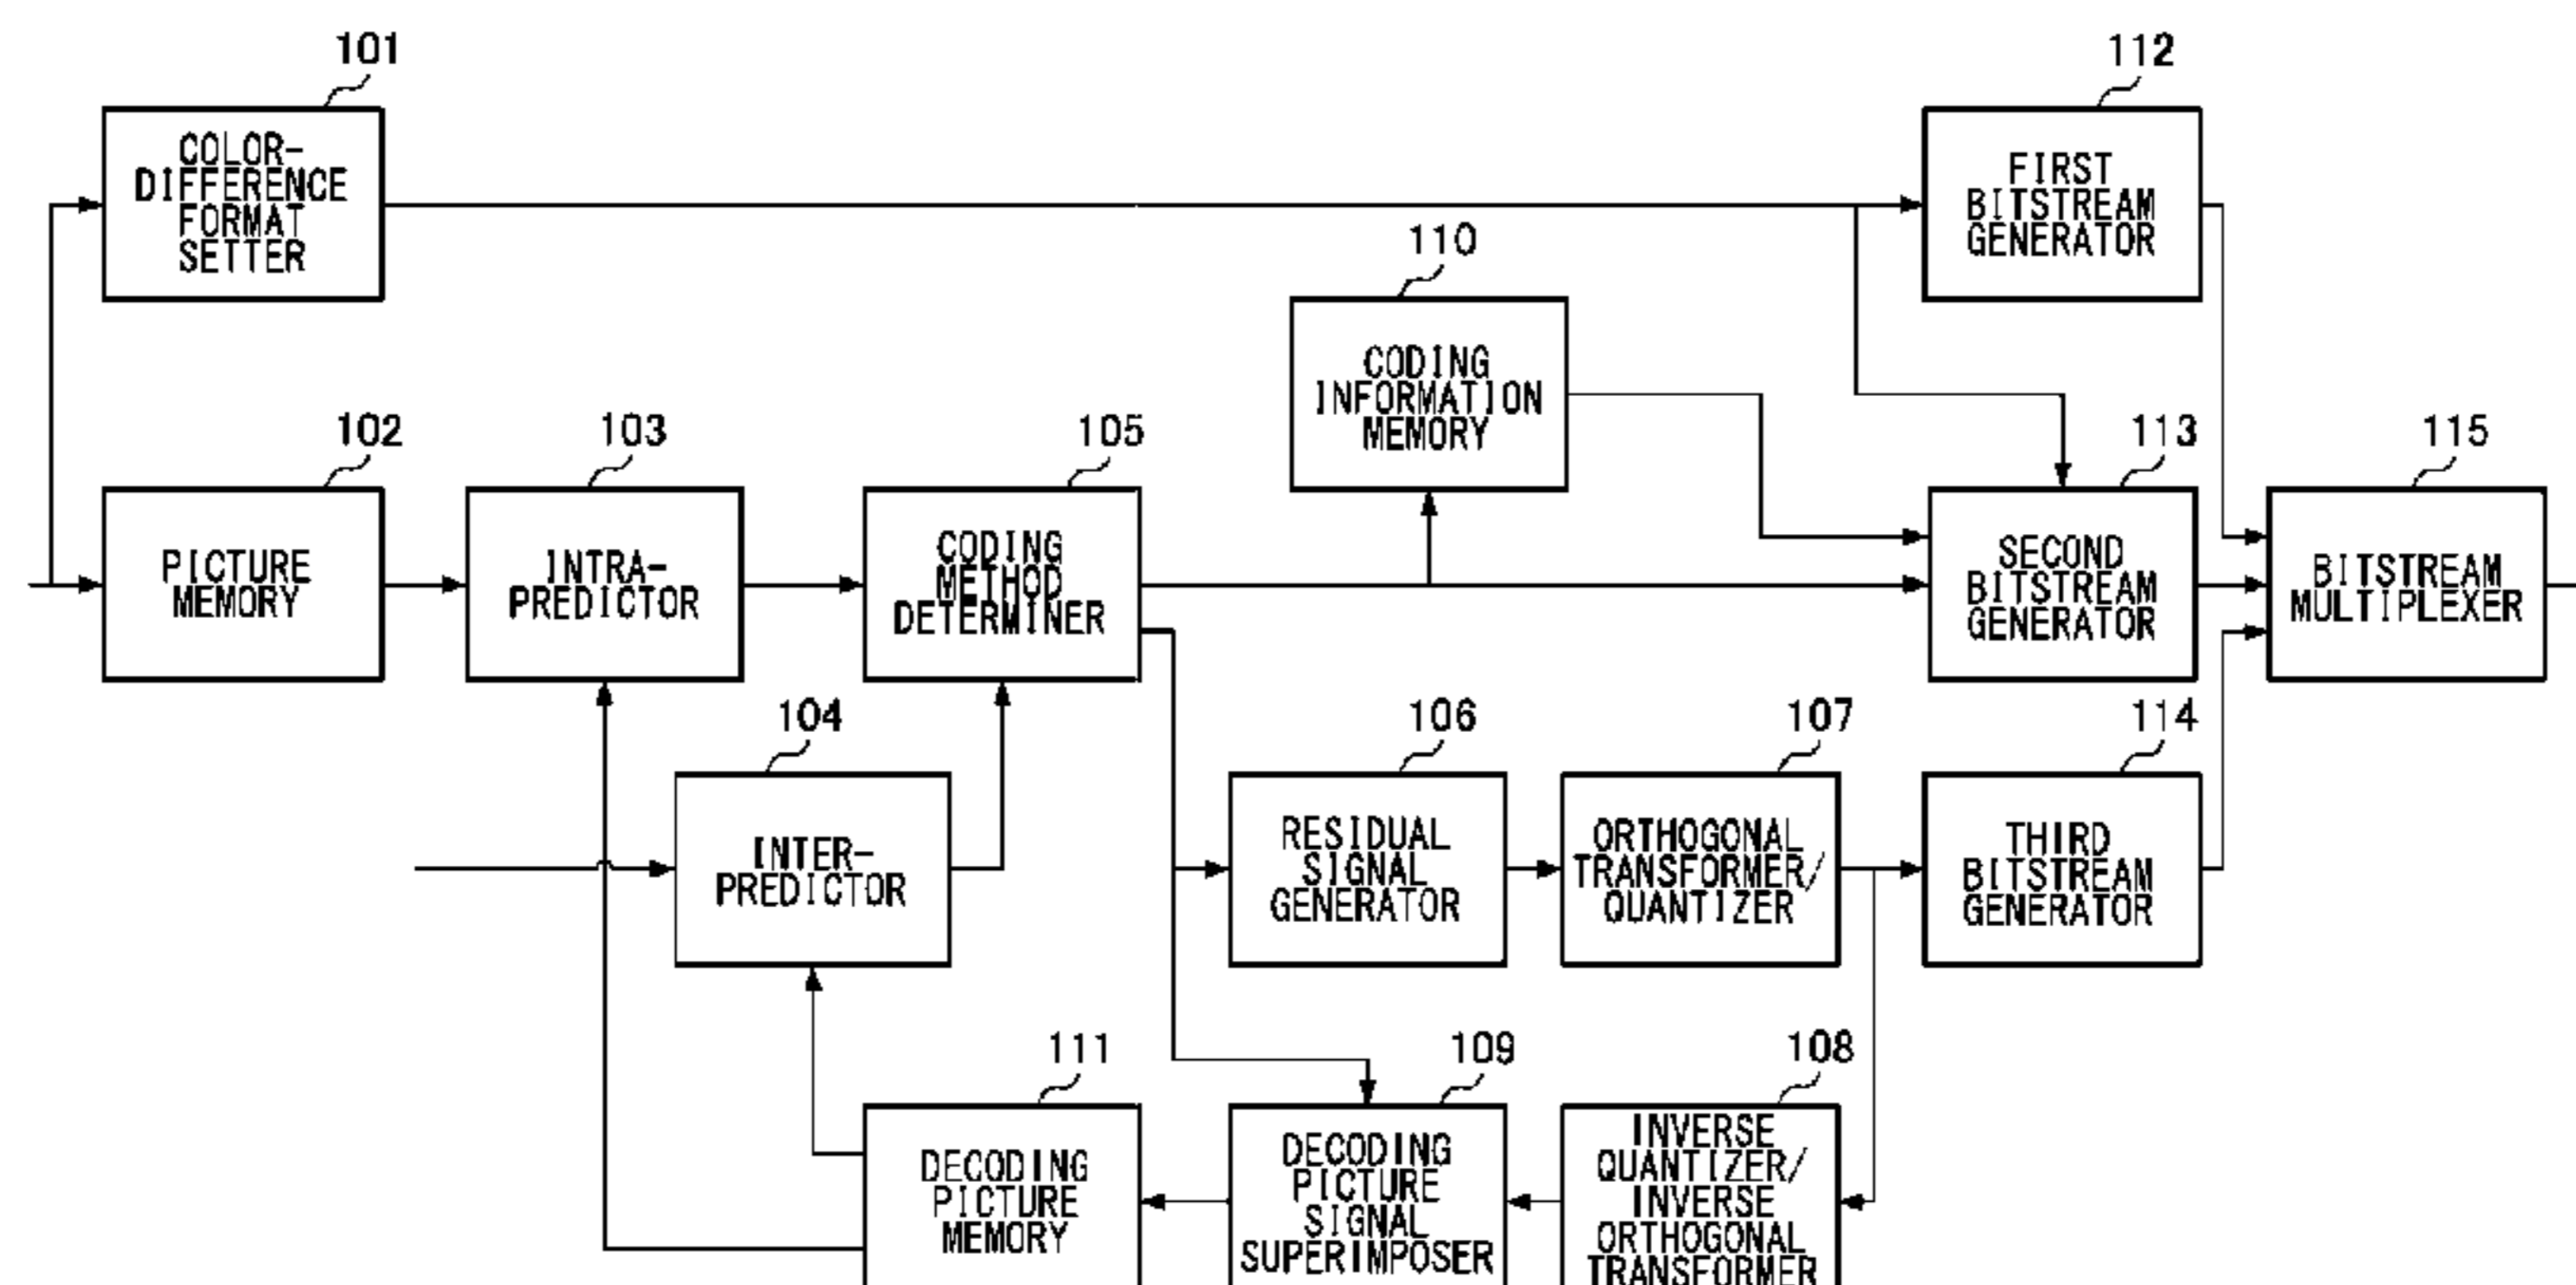 101
COLOR-
DIFFERENCE
FORMAT
SETTER
112
FIRST
BITSTREAM
GENERATOR
110
CODING
INFORMATION
MEMORY
102
PICTURE
MEMORY
103
INTRA-
PREDICTOR
105
CODING
METHOD
DETERMINER
113
SECOND
BITSTREAM
GENERATOR
115
BITSTREAM
MULTIPLEXER
104
INTER-
PREDICTOR
106
RESIDUAL
SIGNAL
GENERATOR
107
ORTHOGONAL
TRANSFORMER/
QUANTIZER
114
THIRD
BITSTREAM
GENERATOR
111
DECODING
PICTURE
MEMORY
109
DECODING
PICTURE
SIGNAL
SUPERIMPOSER
108
INVERSE
QUANTIZER/
INVERSE
ORTHOGONAL
TRANSFORMER